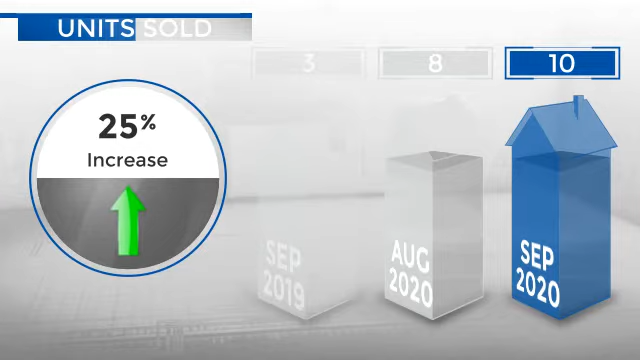 UNITS SOLD
3
8
10
25%
Increase
SEP
2019
AUG
2020
SEP
2020